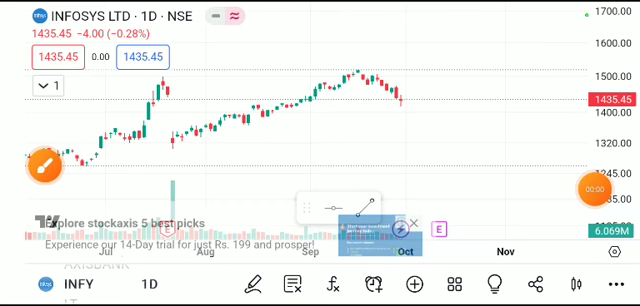 INFOSYS LTD · 1D · NSE
1435.45 −4.00 (−0.28%)
1435.45 0.00 1435.45
1
1700.00
1600.00
1500.00
1435.45
1400.00
1320.00
1245.00
00:00
6.069M
Explore stockaxis 5 best picks
Experience our 14-Day trial for just Rs. 199 and prosper!
E
E
Jul Aug Sep Oct Nov
AXISBANK
INFY 1D
LT